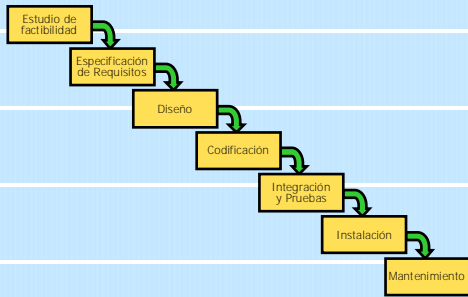 Estudio de
factibilidad
Especificación
de Requisitos
Diseño
Codificación
Integración
y Pruebas
Instalación
Mantenimiento